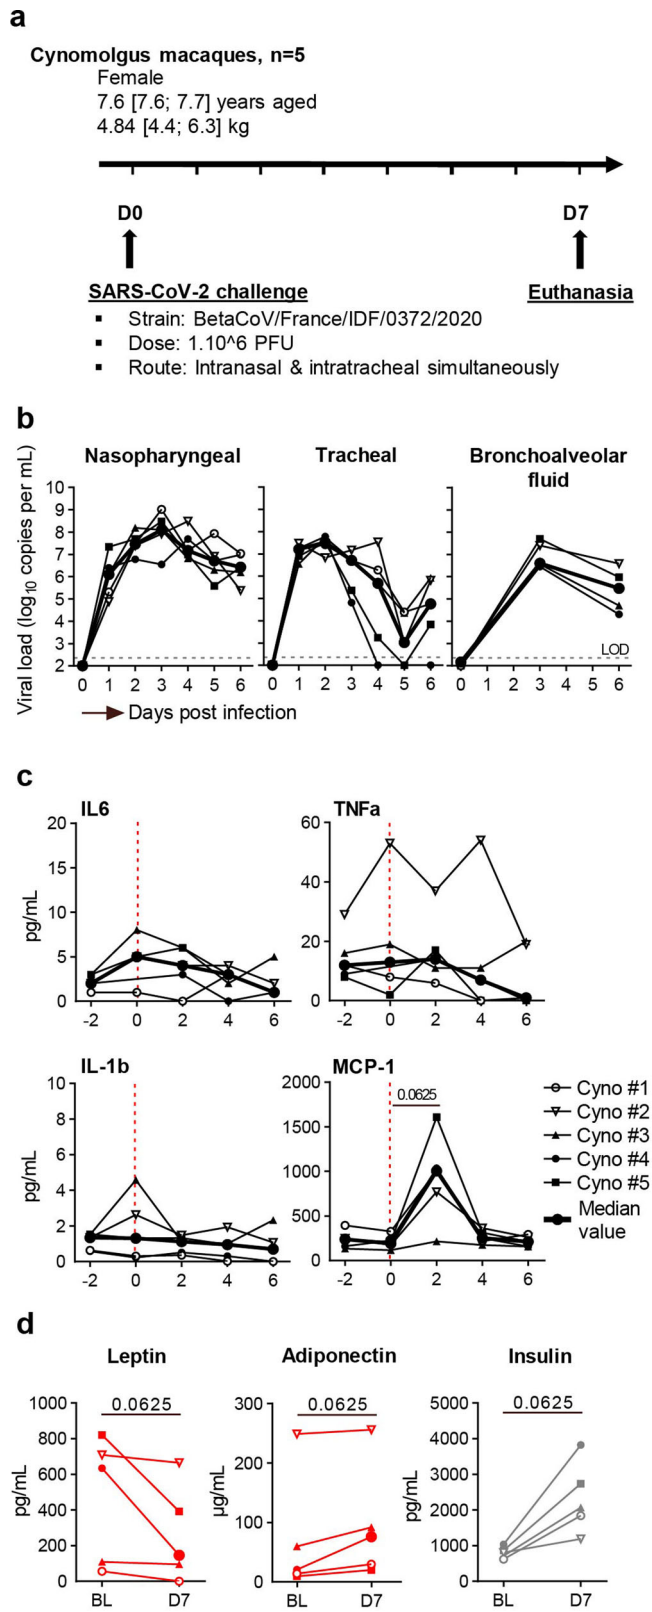 a
Cynomolgus macaques, n=5
Female
7.6 [7.6; 7.7] years aged
4.84 [4.4; 6.3] kg
D0
D7
SARS-CoV-2 challenge
Euthanasia
▪ Strain: BetaCoV/France/IDF/0372/2020
▪ Dose: 1.10^6 PFU
▪ Route: Intranasal & intratracheal simultaneously
b
Nasopharyngeal
Tracheal
Bronchoalveolar
fluid
Viral load (log10 copies per mL)
10
9
8
7
6
5
4
3
2
LOD
0 1 2 3 4 5 6
0 1 2 3 4 5 6
0 1 2 3 4 5 6
Days post infection
c
IL6
pg/mL
20
15
10
5
0
-2 0 2 4 6
TNFa
60
40
20
0
-2 0 2 4 6
IL-1b
pg/mL
10
8
6
4
2
0
-2 0 2 4 6
MCP-1
0.0625
2000
1500
1000
500
0
-2 0 2 4 6
Cyno #1
Cyno #2
Cyno #3
Cyno #4
Cyno #5
Median
value
d
Leptin
0.0625
pg/mL
1000
800
600
400
200
0
BL D7
Adiponectin
0.0625
µg/mL
300
200
100
0
BL D7
Insulin
0.0625
pg/mL
5000
4000
3000
2000
1000
0
BL D7